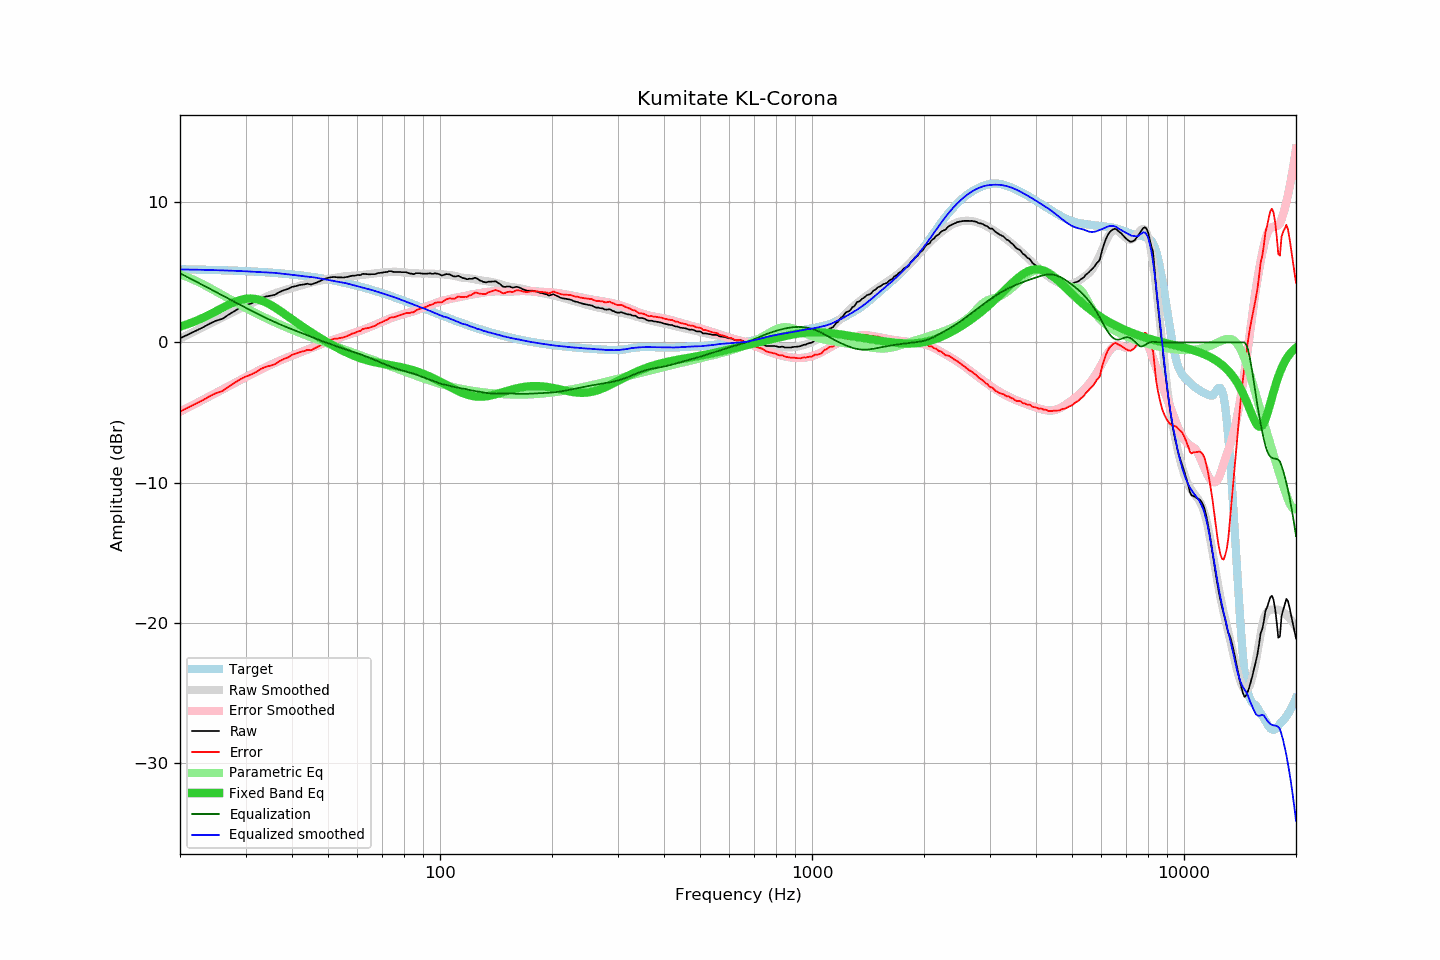 Kumitate KL-Corona
10
0
−10
−20
−30
Amplitude (dBr)
Target
Raw Smoothed
Error Smoothed
Raw
Error
Parametric Eq
Fixed Band Eq
Equalization
Equalized smoothed
100
1000
10000
Frequency (Hz)